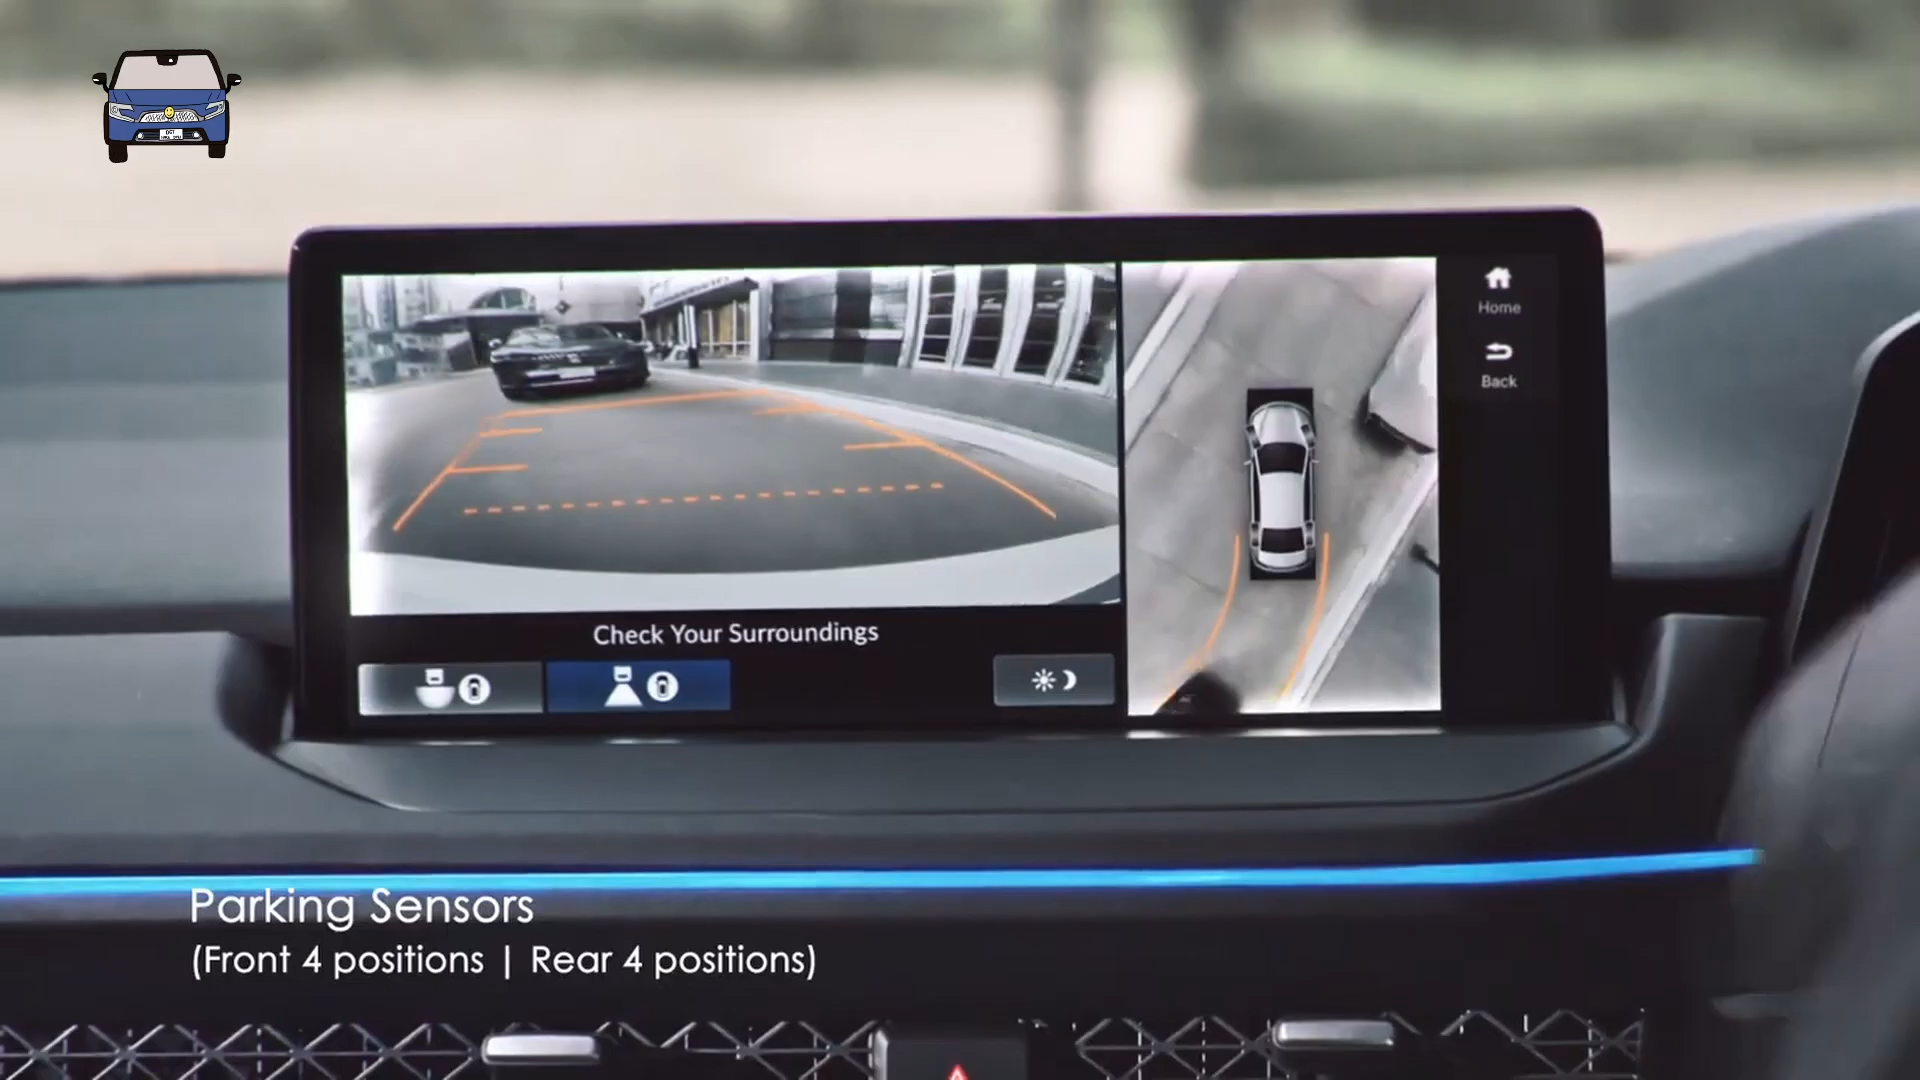 Home
Back
Check Your Surroundings
Parking Sensors
(Front 4 positions | Rear 4 positions)